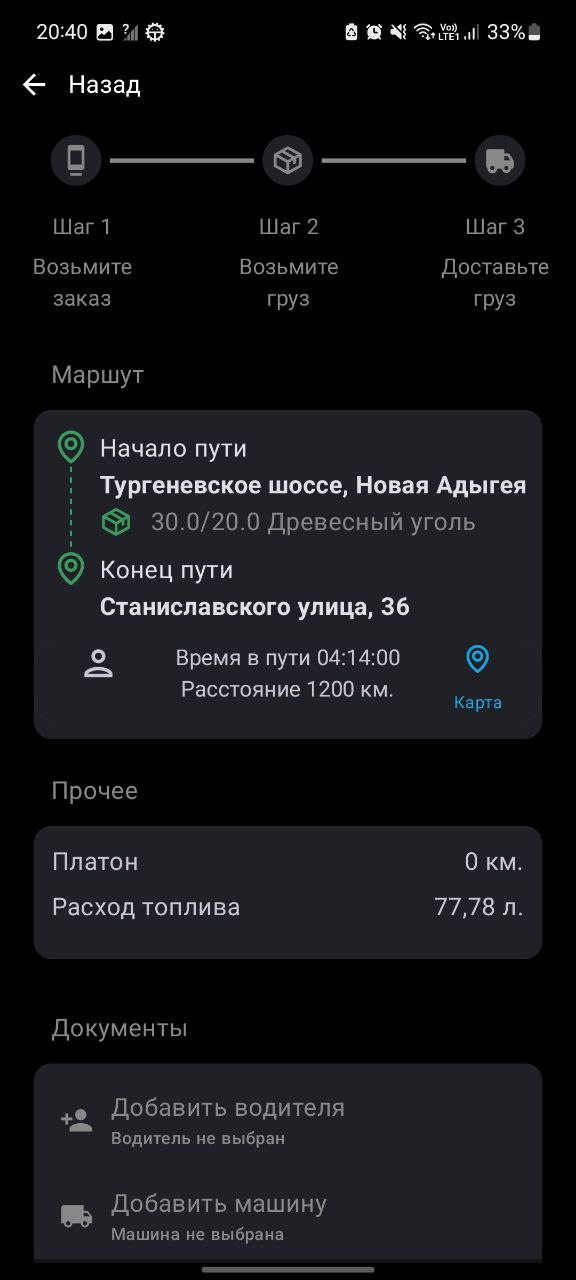 20:40
Vo))
LTE1
33%
Назад
Шаг 1
Шаг 2
Шаг 3
Возьмите
заказ
Возьмите
груз
Доставьте
груз
Маршут
Начало пути
Тургеневское шоссе, Новая Адыгея
30.0/20.0 Древесный уголь
Конец пути
Станиславского улица, 36
Время в пути 04:14:00
Расстояние 1200 км.
Карта
Прочее
Платон 0 км.
Расход топлива 77,78 л.
Документы
Добавить водителя
Водитель не выбран
Добавить машину
Машина не выбрана